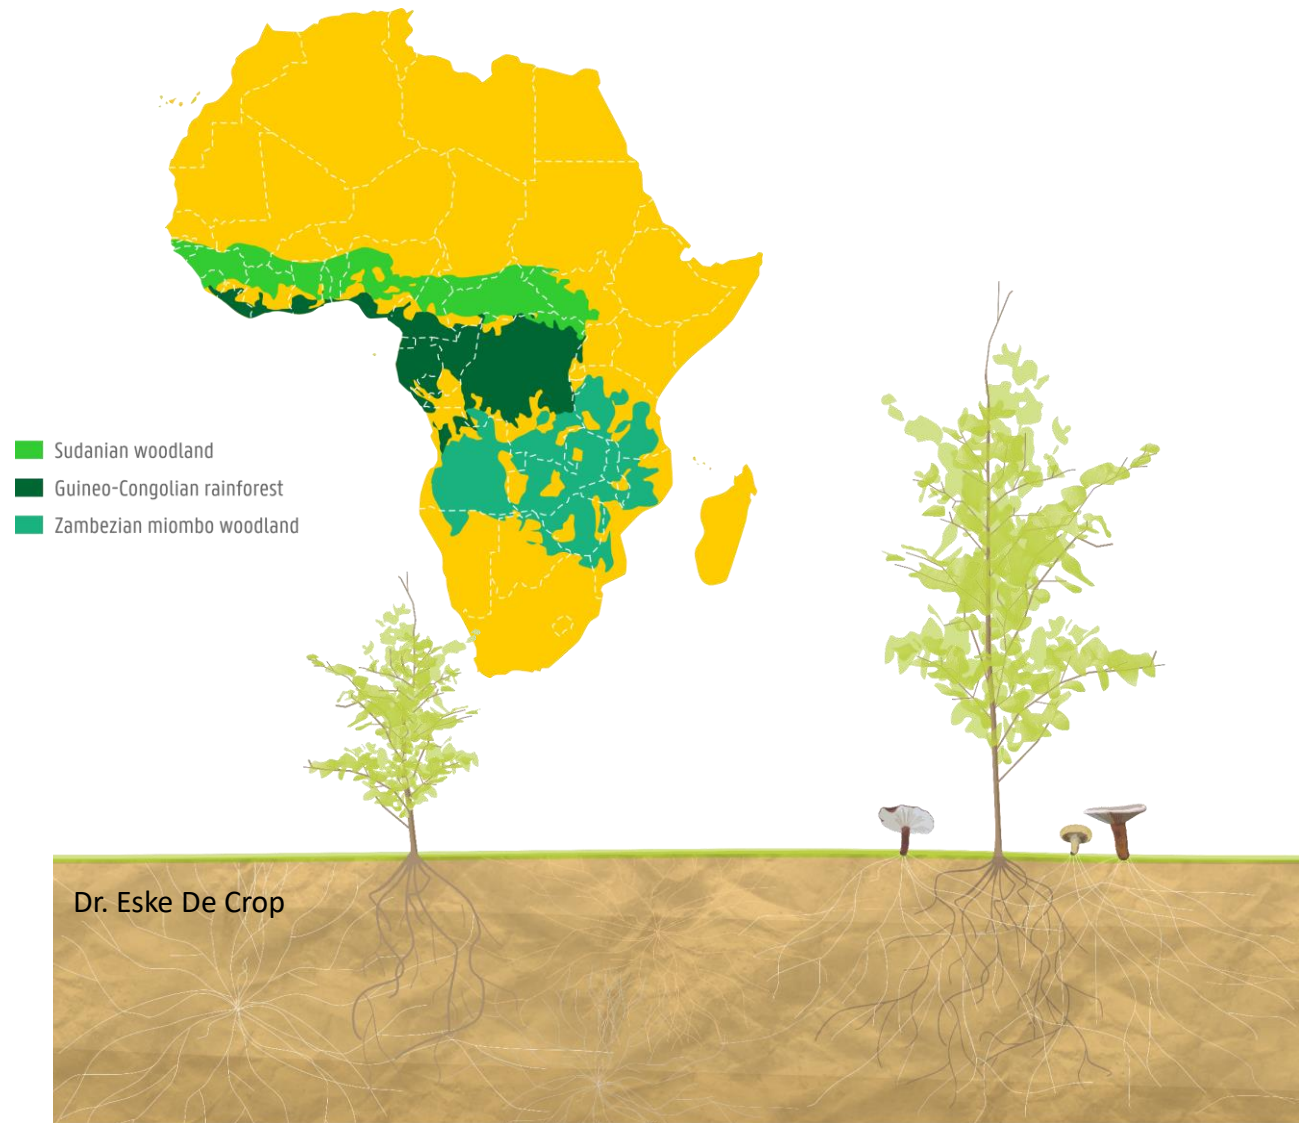 Sudanian woodland
Guineo-Congolian rainforest
Zambezian miombo woodland
Dr. Eske De Crop